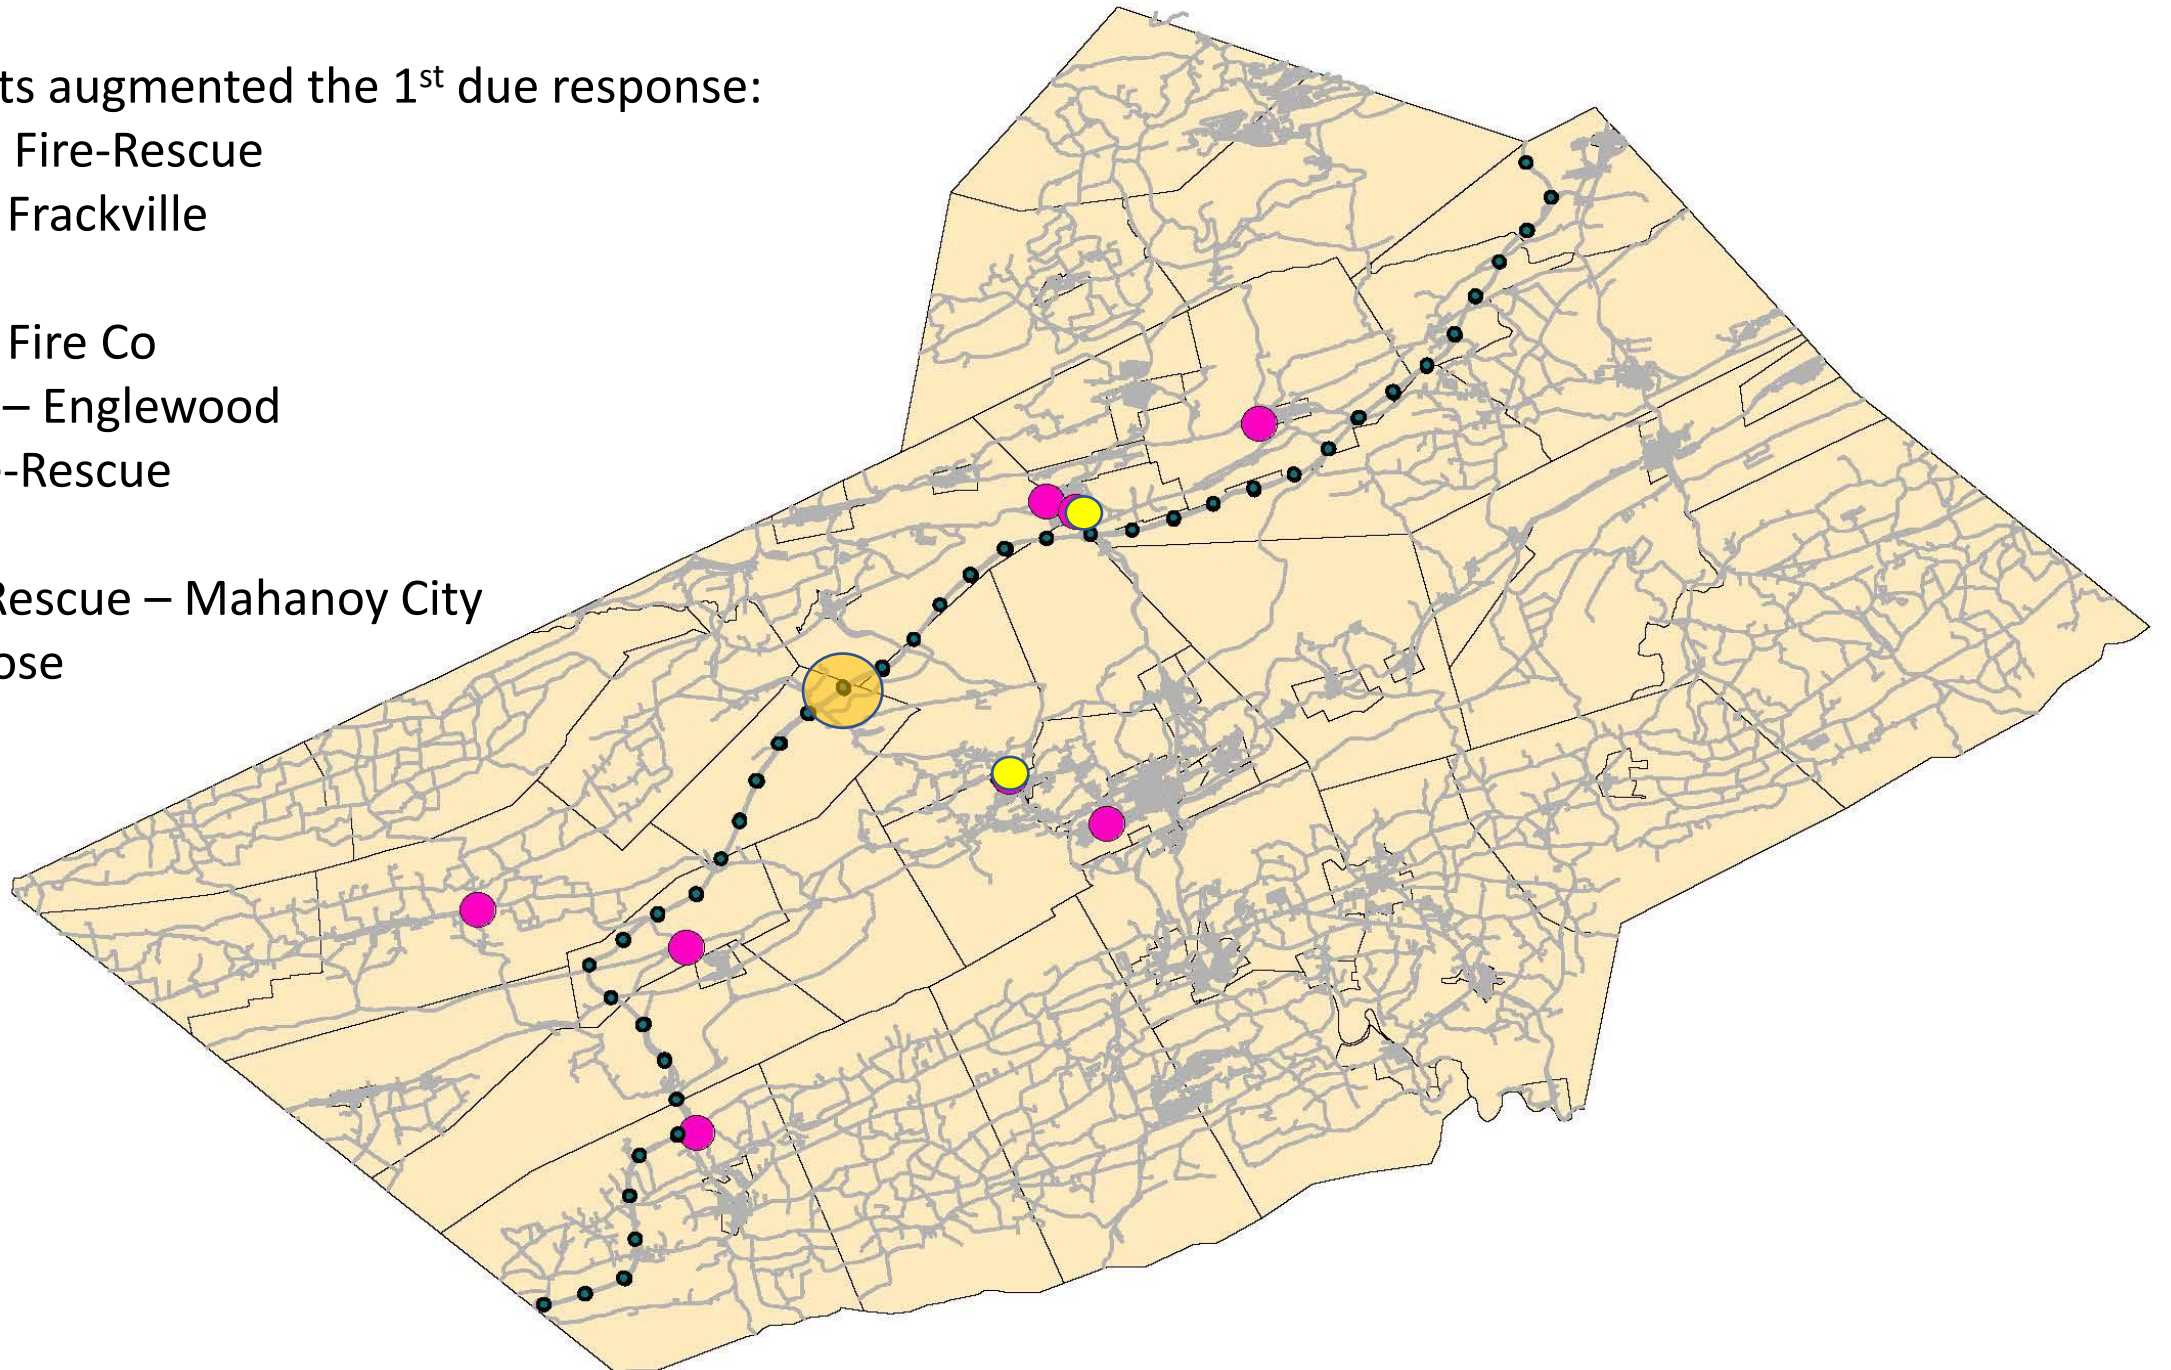 ts augmented the 1st due response:
Fire-Rescue
Frackville
Fire Co
– Englewood
-Rescue
Rescue – Mahanoy City
ose